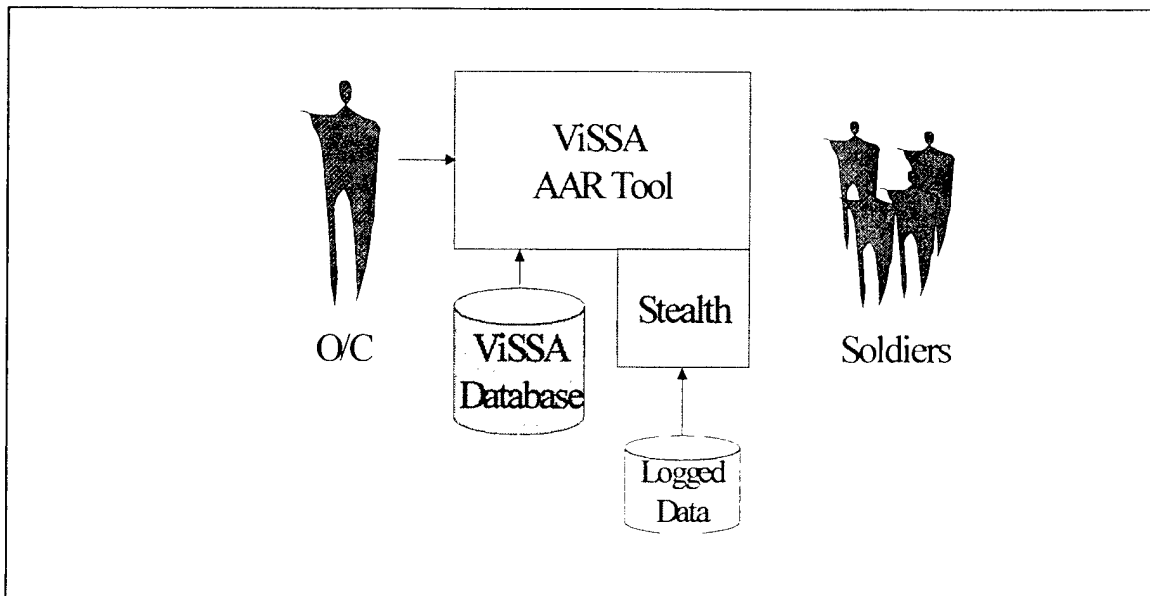 ViSSA
AAR Tool
Stealth
O/C
ViSSA
Database
Soldiers
Logged
Data